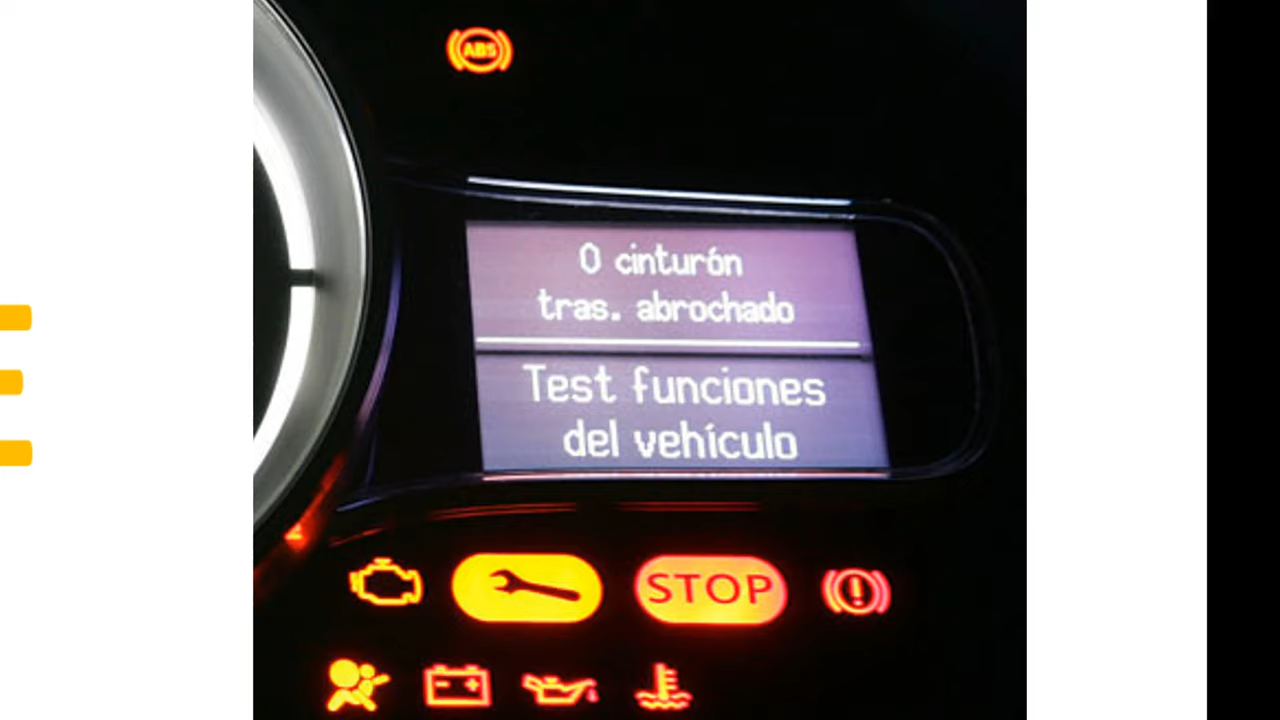 ABS
0 cinturón
tras. abrochado
Test funciones
del vehículo
STOP